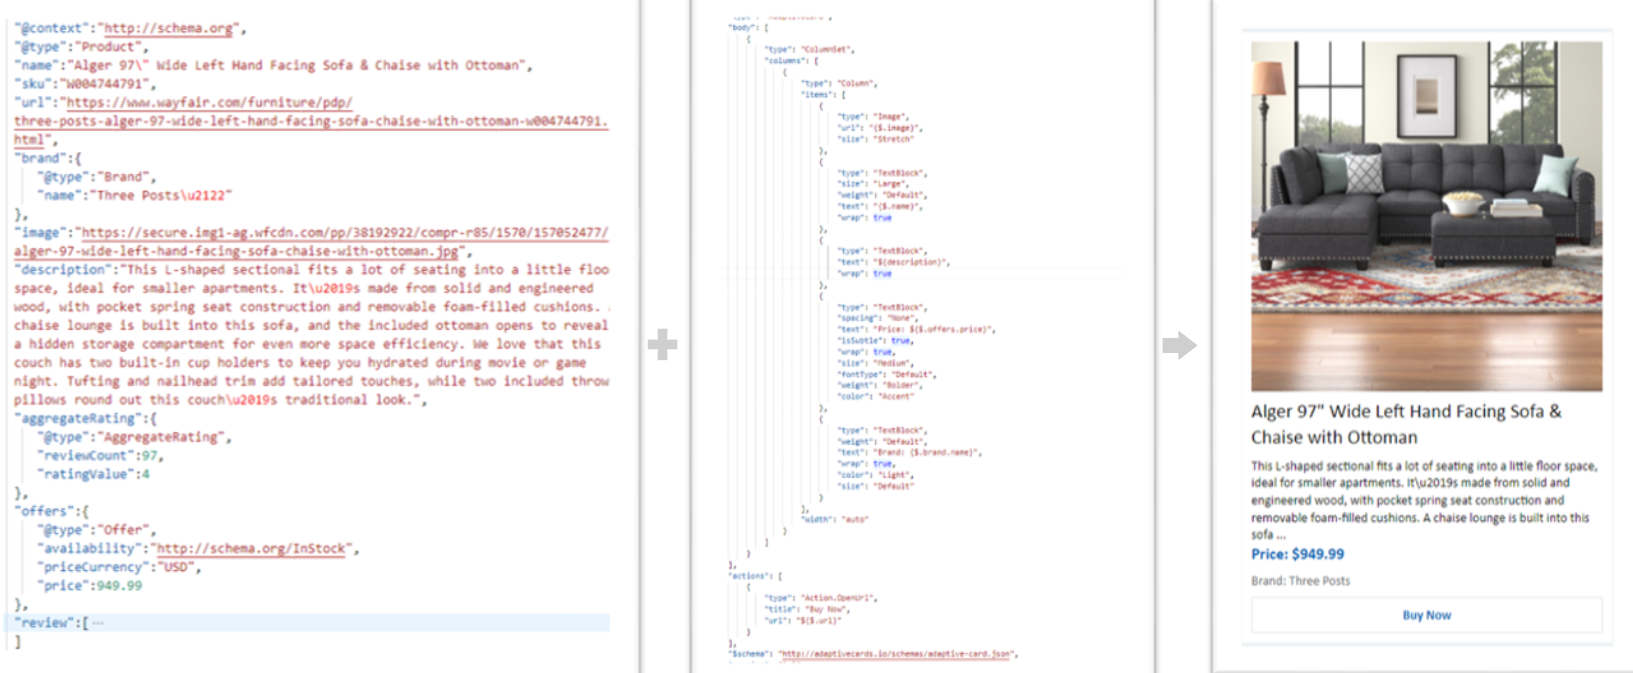 "@context":"http://schema.org",
"@type":"Product",
"name":"Alger 97\" Wide Left Hand Facing Sofa & Chaise with Ottoman",
"sku":"W004744791",
"url":"https://www.wayfair.com/furniture/pdp/
three-posts-alger-97-wide-left-hand-facing-sofa-chaise-with-ottoman-w004744791.
html",
"brand":{
"@type":"Brand",
"name":"Three Posts\u2122"
},
"image":"https://secure.img1-ag.wfcdn.com/pp/38192922/compr-r85/1570/157052477/
alger-97-wide-left-hand-facing-sofa-chaise-with-ottoman.jpg",
"description":"This L-shaped sectional fits a lot of seating into a little floo
space, ideal for smaller apartments. It\u2019s made from solid and engineered
wood, with pocket spring seat construction and removable foam-filled cushions.
chaise lounge is built into this sofa, and the included ottoman opens to reveal
a hidden storage compartment for even more space efficiency. We love that this
couch has two built-in cup holders to keep you hydrated during movie or game
night. Tufting and nailhead trim add tailored touches, while two included throw
pillows round out this couch\u2019s traditional look.",
"aggregateRating":{
"@type":"AggregateRating",
"reviewCount":97,
"ratingValue":4
},
"offers":{
"@type":"Offer",
"availability":"http://schema.org/InStock",
"priceCurrency":"USD",
"price":949.99
},
"review":[ ...
]
"body": [
{
"type": "ColumnSet",
"columns": [
{
"type": "Column",
"items": [
{
"type": "Image",
"url": "{$.image}",
"size": "Stretch"
},
{
"type": "TextBlock",
"size": "Large",
"weight": "Default",
"text": "{$.name}",
"wrap": true
},
{
"type": "TextBlock",
"text": "${description}",
"wrap": true
},
{
"type": "TextBlock",
"spacing": "None",
"text": "Price: ${$.offers.price}",
"isSubtle": true,
"wrap": true,
"size": "Medium",
"fontType": "Default",
"weight": "Bolder",
"color": "Accent"
},
{
"type": "TextBlock",
"weight": "Default",
"text": "Brand: {$.brand.name}",
"wrap": true,
"color": "Light",
"size": "Default"
}
],
"width": "auto"
}
]
}
],
"actions": [
{
"type": "Action.OpenUrl",
"title": "Buy Now",
"url": "${$.url}"
}
],
"$schema": "http://adaptivecards.io/schemas/adaptive-card.json",
Alger 97" Wide Left Hand Facing Sofa &
Chaise with Ottoman
This L-shaped sectional fits a lot of seating into a little floor space,
ideal for smaller apartments. It\u2019s made from solid and
engineered wood, with pocket spring seat construction and
removable foam-filled cushions. A chaise lounge is built into this
sofa ...
Price: $949.99
Brand: Three Posts
Buy Now